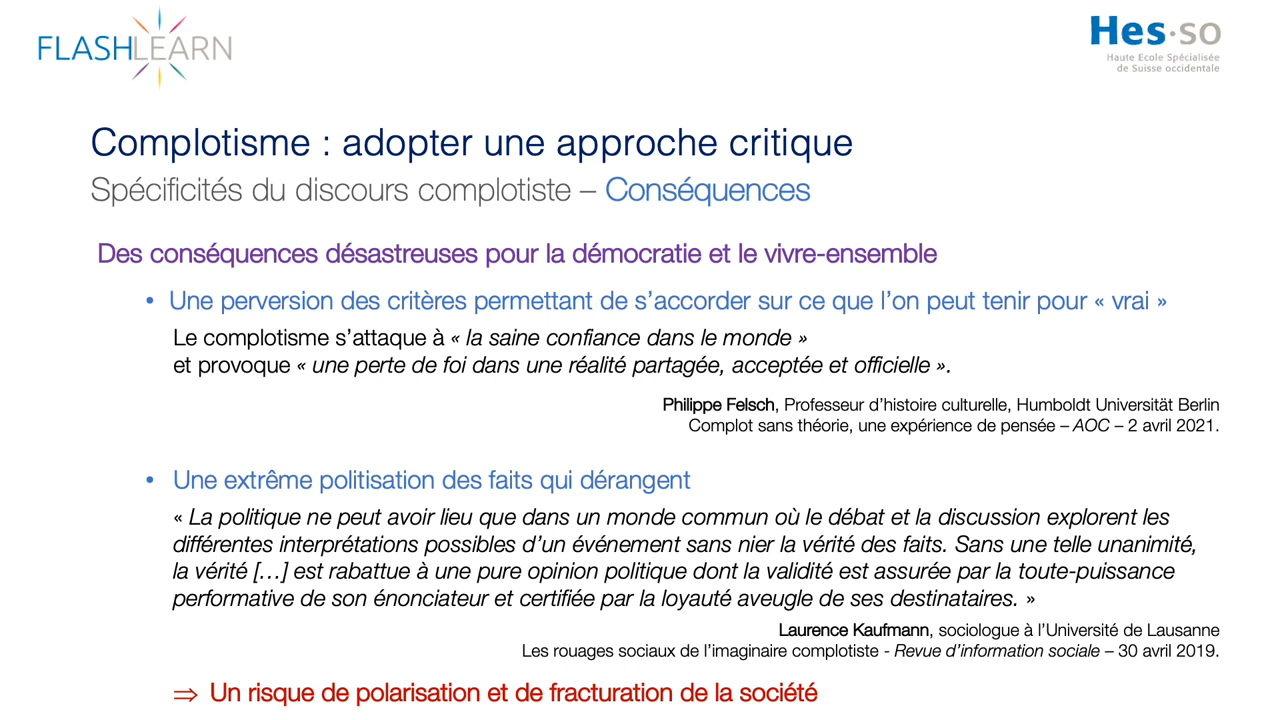 FLASHLEARN
Hes·so
Haute Ecole Spécialisée
de Suisse occidentale
Complotisme : adopter une approche critique
Spécificités du discours complotiste – Conséquences
Des conséquences désastreuses pour la démocratie et le vivre-ensemble
• Une perversion des critères permettant de s’accorder sur ce que l’on peut tenir pour « vrai »
Le complotisme s’attaque à « la saine confiance dans le monde »
et provoque « une perte de foi dans une réalité partagée, acceptée et officielle ».
Philippe Felsch, Professeur d’histoire culturelle, Humboldt Universität Berlin
Complot sans théorie, une expérience de pensée – AOC – 2 avril 2021.
• Une extrême politisation des faits qui dérangent
« La politique ne peut avoir lieu que dans un monde commun où le débat et la discussion explorent les
différentes interprétations possibles d’un événement sans nier la vérité des faits. Sans une telle unanimité,
la vérité […] est rabattue à une pure opinion politique dont la validité est assurée par la toute-puissance
performative de son énonciateur et certifiée par la loyauté aveugle de ses destinataires. »
Laurence Kaufmann, sociologue à l’Université de Lausanne
Les rouages sociaux de l’imaginaire complotiste - Revue d’information sociale – 30 avril 2019.
⇒ Un risque de polarisation et de fracturation de la société